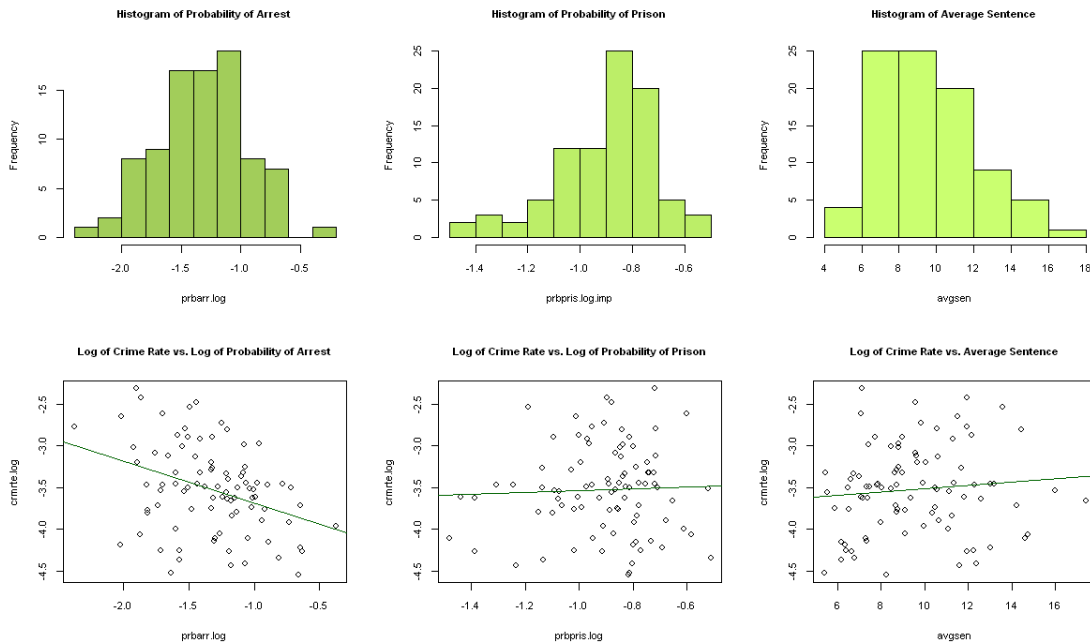 Histogram of Probability of Arrest
Frequency
0 5 10 15
-2.0 -1.5 -1.0 -0.5
prbarr.log
Histogram of Probability of Prison
Frequency
0 5 10 15 20 25
-1.4 -1.2 -1.0 -0.8 -0.6
prbpris.log.imp
Histogram of Average Sentence
Frequency
0 5 10 15 20 25
4 6 8 10 12 14 16 18
avgsen
Log of Crime Rate vs. Log of Probability of Arrest
crmrte.log
-4.5 -4.0 -3.5 -3.0 -2.5
-2.0 -1.5 -1.0 -0.5
prbarr.log
Log of Crime Rate vs. Log of Probability of Prison
crmrte.log
-4.5 -4.0 -3.5 -3.0 -2.5
-1.4 -1.2 -1.0 -0.8 -0.6
prbpris.log
Log of Crime Rate vs. Average Sentence
crmrte.log
-4.5 -4.0 -3.5 -3.0 -2.5
6 8 10 12 14 16
avgsen